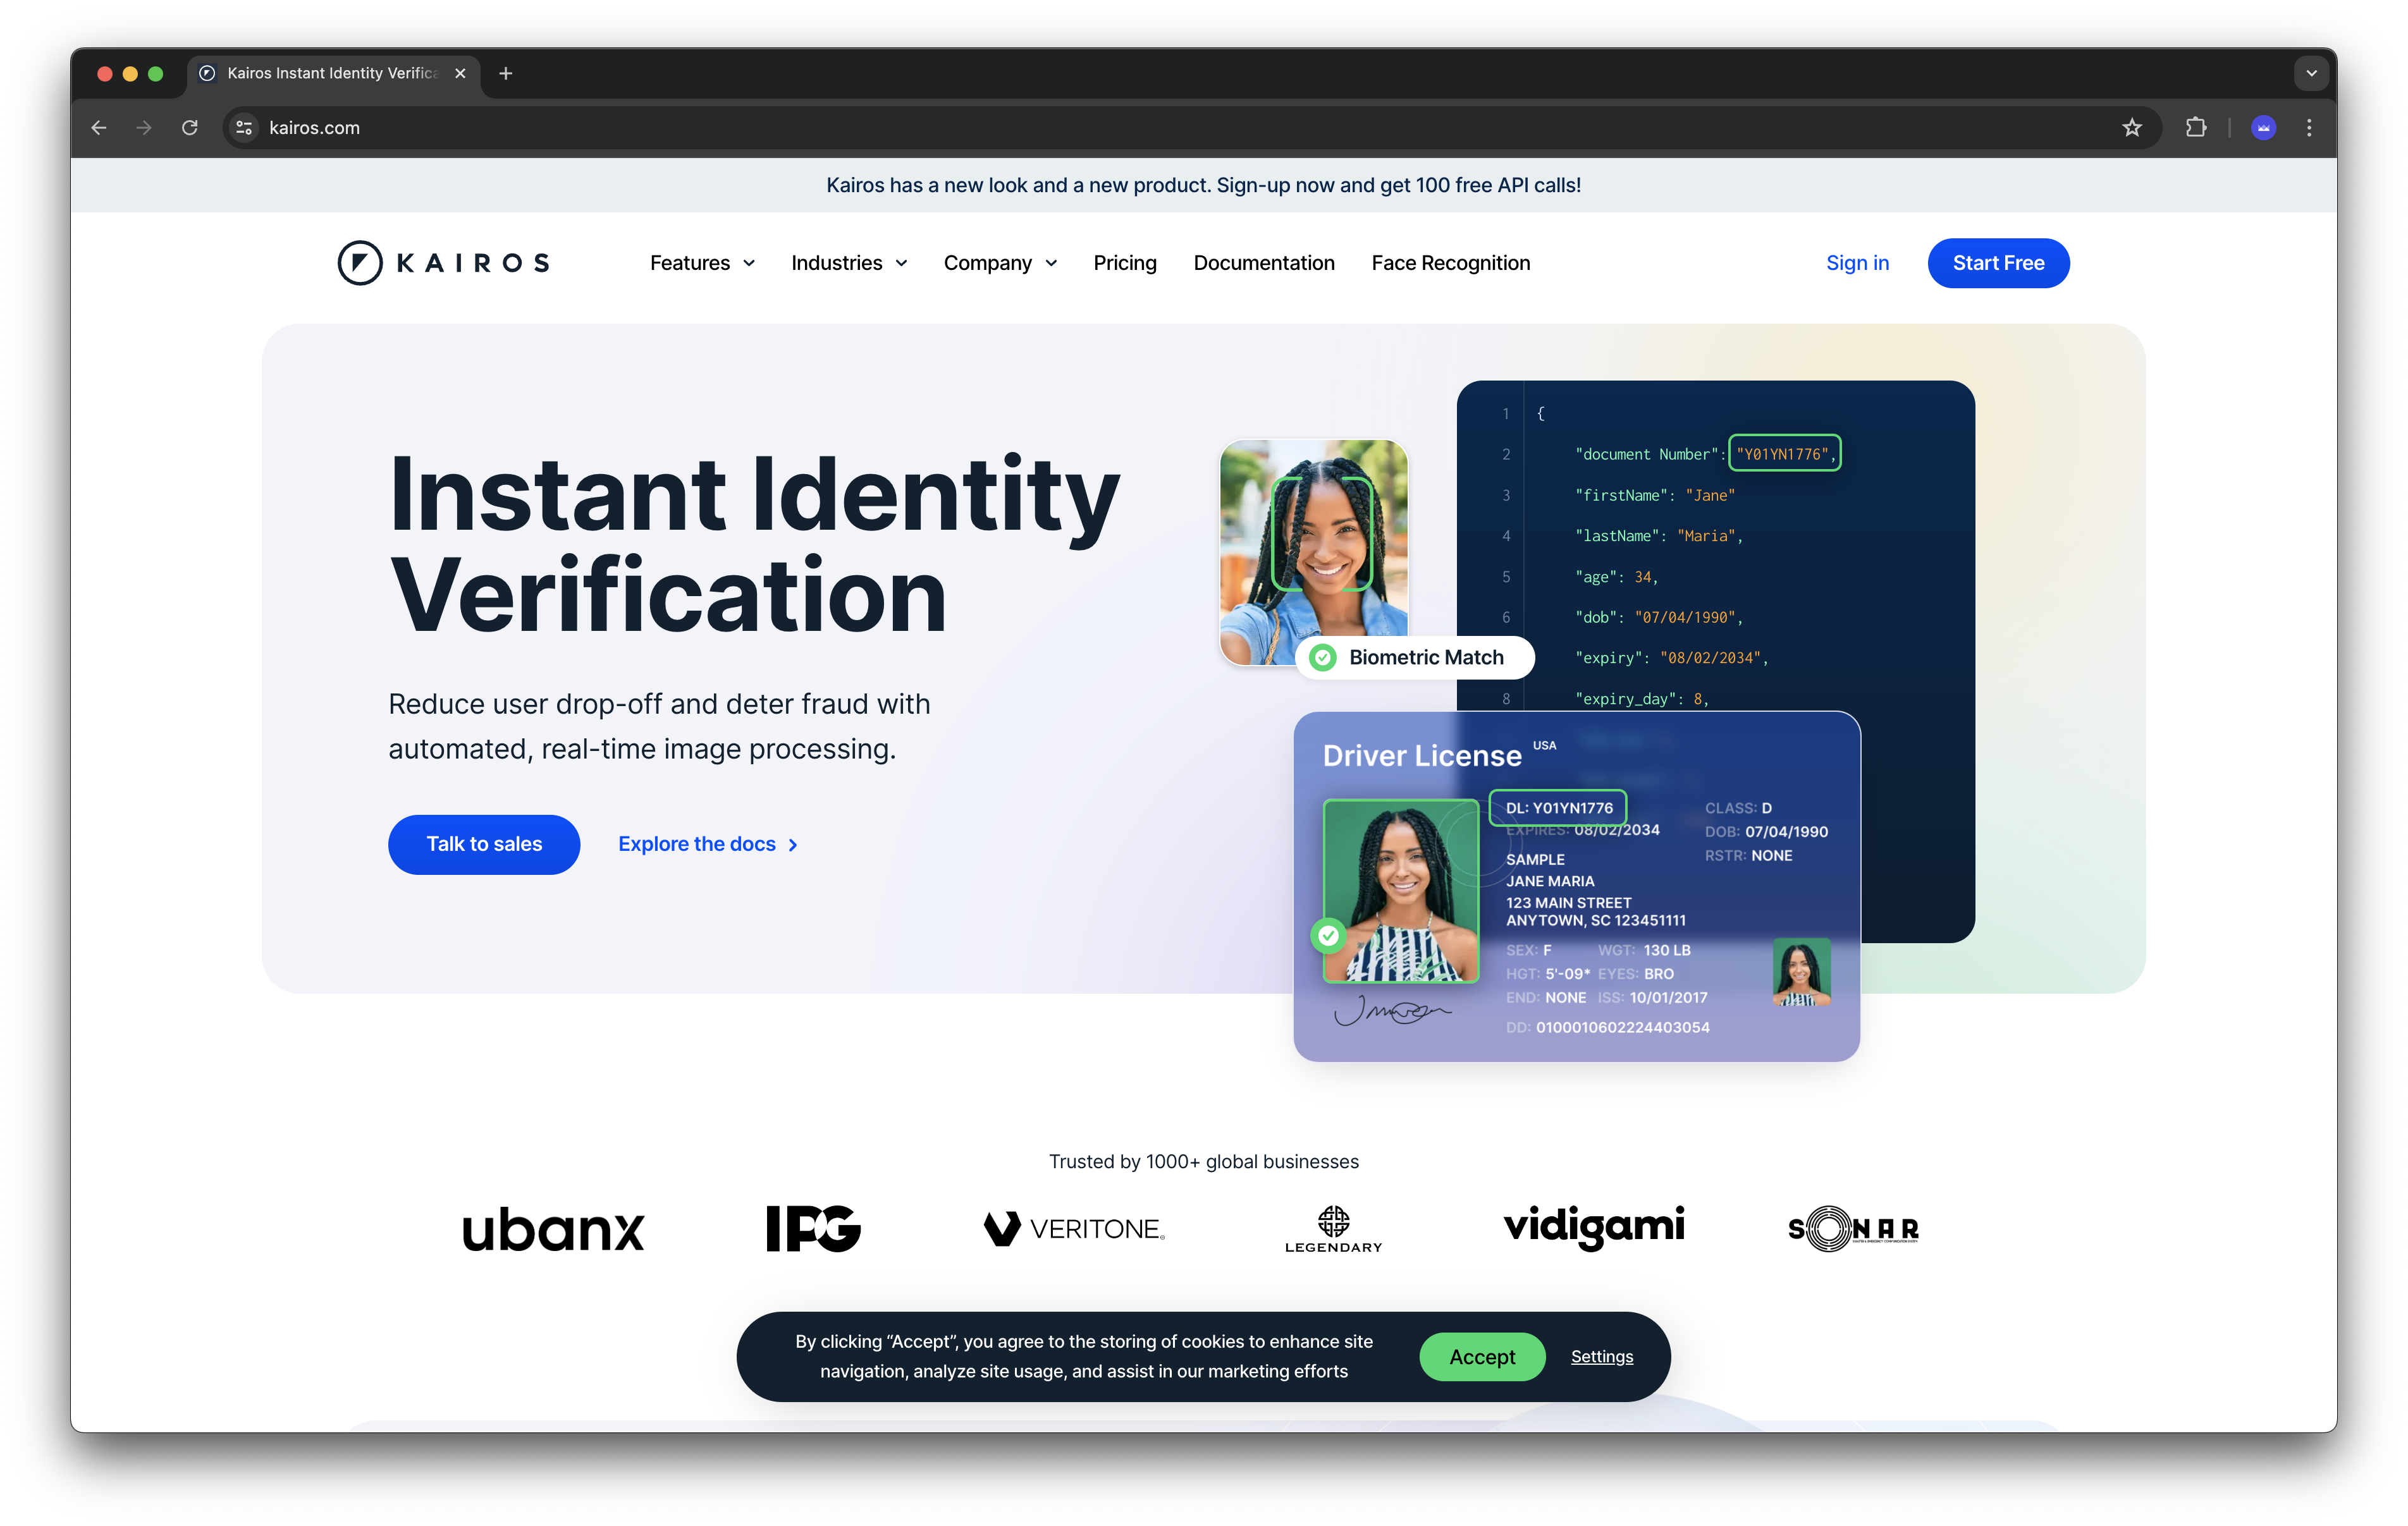 Kairos Instant Identity Verific
kairos.com
Kairos has a new look and a new product. Sign-up now and get 100 free API calls!
KAIROS
Features
Industries
Company
Pricing
Documentation
Face Recognition
Sign in
Start Free
Instant Identity
Verification
Reduce user drop-off and deter fraud with
automated, real-time image processing.
Talk to sales
Explore the docs
Biometric Match
1 {
2 "document Number": "Y01YN1776",
3 "firstName": "Jane"
4 "lastName": "Maria",
5 "age": 34,
6 "dob": "07/04/1990",
"expiry": "08/02/2034",
8 "expiry_day": 8,
Driver License USA
DL: Y01YN1776
EXPIRES: 08/02/2034
CLASS: D
DOB: 07/04/1990
RSTR: NONE
SAMPLE
JANE MARIA
123 MAIN STREET
ANYTOWN, SC 123451111
SEX: F WGT: 130 LB
HGT: 5'-09* EYES: BRO
END: NONE ISS: 10/01/2017
DD: 0100010602224403054
Trusted by 1000+ global businesses
ubanx
IPG
VERITONE
LEGENDARY
vidigami
SONAR
By clicking “Accept”, you agree to the storing of cookies to enhance site
navigation, analyze site usage, and assist in our marketing efforts
Accept
Settings